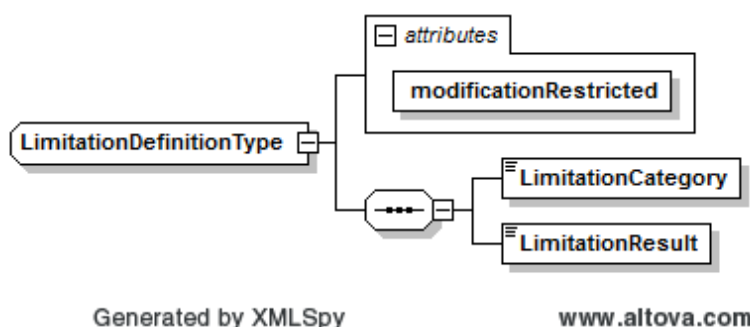 attributes
modificationRestricted
LimitationDefinitionType
LimitationCategory
LimitationResult
Generated by XMLSpy
www.altova.com